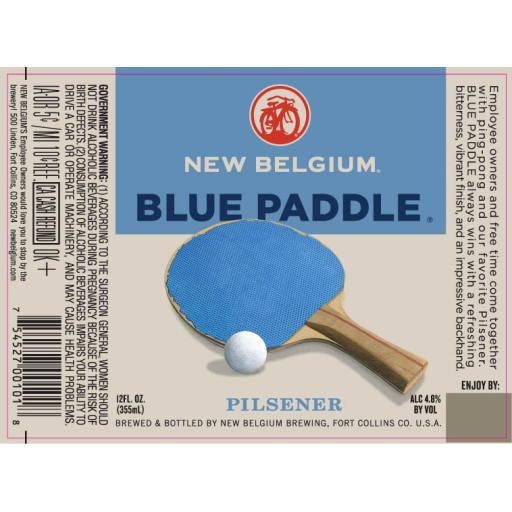 NEW BELGIUM®
BLUE PADDLE®
PILSENER
12FL. OZ.
(355mL)
ALC 4.8%
BY VOL
BREWED & BOTTLED BY NEW BELGIUM BREWING, FORT COLLINS CO. U.S.A.
Employee owners and free time come together
with ping-pong and our favorite Pilsener.
BLUE PADDLE always wins with a refreshing
bitterness, vibrant finish, and an impressive backhand.
ENJOY BY:
GOVERNMENT WARNING: (1) ACCORDING TO THE SURGEON GENERAL, WOMEN SHOULD
NOT DRINK ALCOHOLIC BEVERAGES DURING PREGNANCY BECAUSE OF THE RISK OF
BIRTH DEFECTS. (2) CONSUMPTION OF ALCOHOLIC BEVERAGES IMPAIRS YOUR ABILITY TO
DRIVE A CAR OR OPERATE MACHINERY, AND MAY CAUSE HEALTH PROBLEMS.
IA·OR 5¢ /MI 10¢REF CA CASH REFUND OK+
NEW BELGIUM'S Employee Owners would love you to stop by the
brewery! 500 Linden, Fort Collins, CO 80524 newbelgium.com
7 54527 00101 8